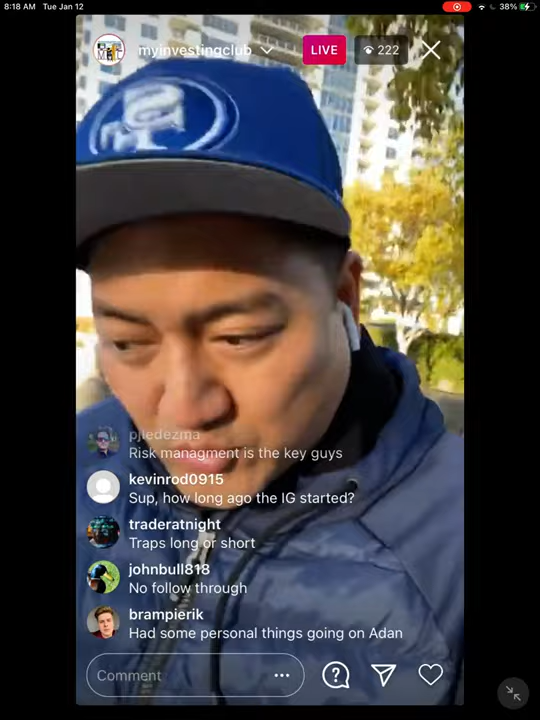 8:18 AM Tue Jan 12
38%
myinvestingclub
LIVE
222
pjledezma
Risk managment is the key guys
kevinrod0915
Sup, how long ago the IG started?
traderatnight
Traps long or short
johnbull818
No follow through
brampierik
Had some personal things going on Adan
Comment